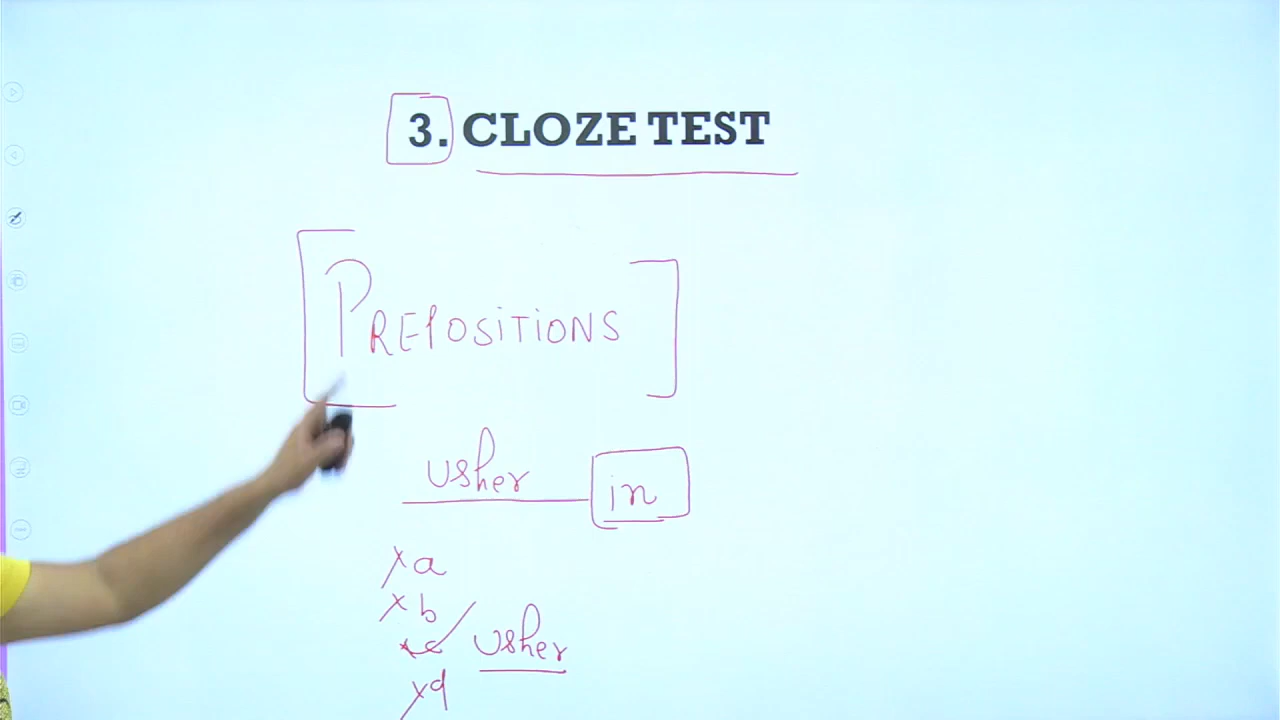 3. CLOZE TEST
PREPOSITIONS
usher in
a
b
c usher
d